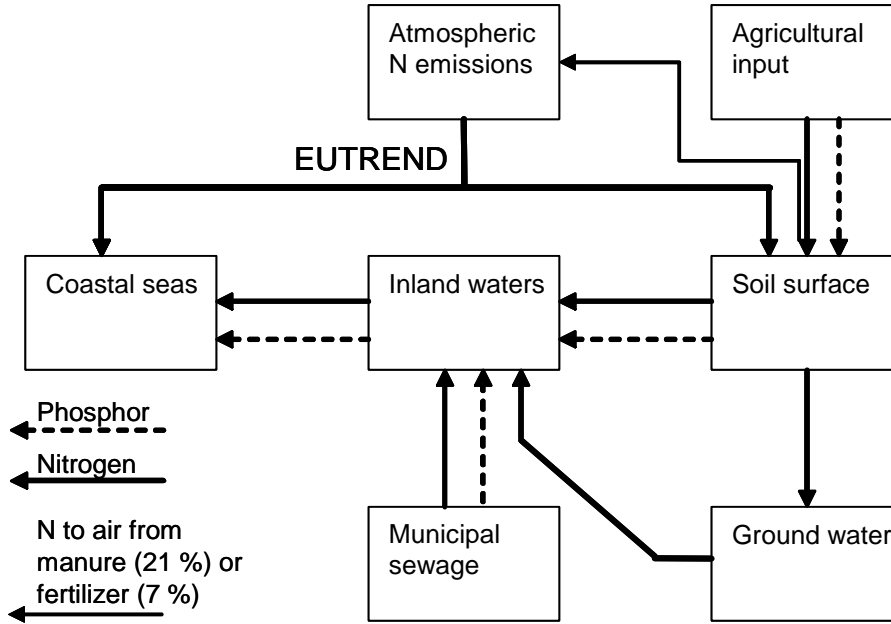 Atmospheric
N emissions
Agricultural
input
EUTREND
Coastal seas
Inland waters
Soil surface
Phosphor
Nitrogen
N to air from
manure (21 %) or
fertilizer (7 %)
Municipal
sewage
Ground water